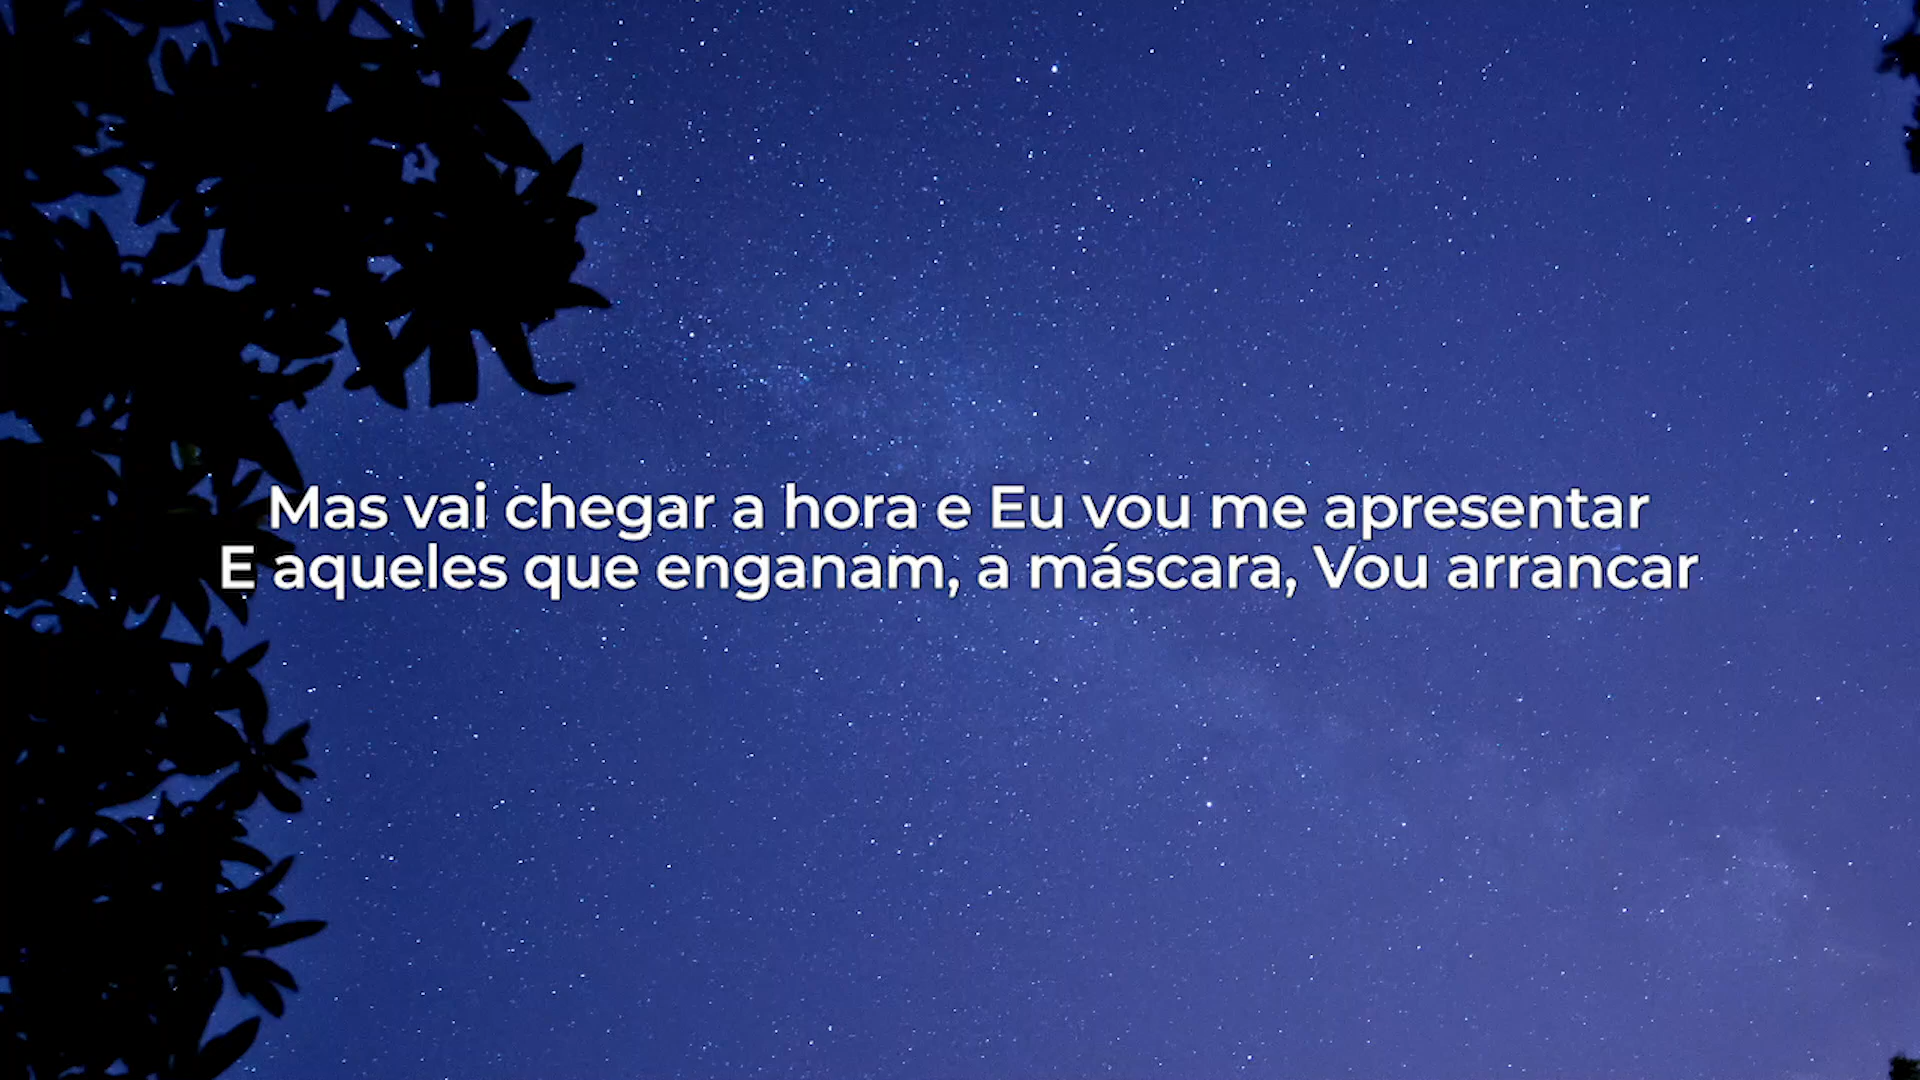 Mas vai chegar a hora e Eu vou me apresentar
E aqueles que enganam, a máscara, Vou arrancar